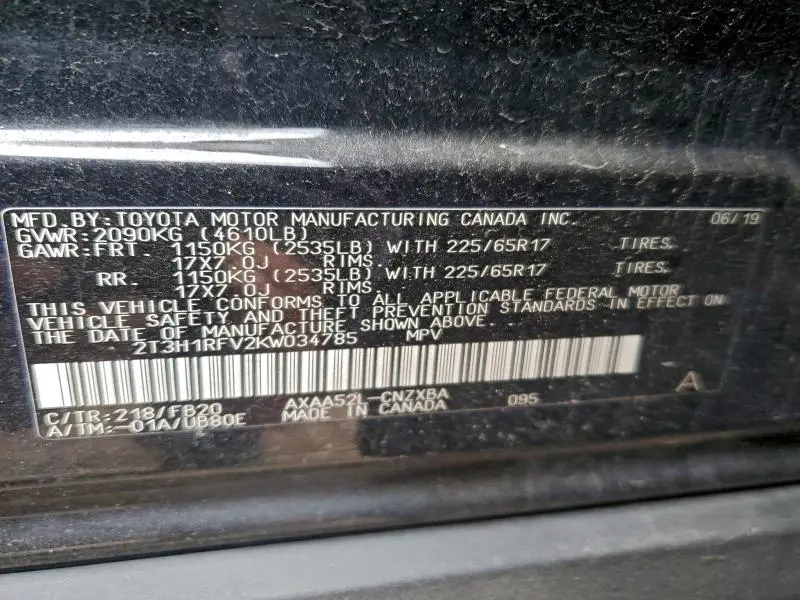 MFD. BY: TOYOTA MOTOR MANUFACTURING CANADA INC. 06/19
GVWR: 2090KG (4610LB)
GAWR: FRT. 1150KG (2535LB) WITH 225/65R17 TIRES.
17X7.0J RIMS.
RR. 1150KG (2535LB) WITH 225/65R17 TIRES.
17X7.0J RIMS.
THIS VEHICLE CONFORMS TO ALL APPLICABLE FEDERAL MOTOR
VEHICLE SAFETY AND THEFT PREVENTION STANDARDS IN EFFECT ON
THE DATE OF MANUFACTURE SHOWN ABOVE.
2T3H1RFV2KW034785 MPV
A
C/TR: 218/FB20 AXAA52L-CNZXBA 095
A/TM: -01A/UB80E MADE IN CANADA